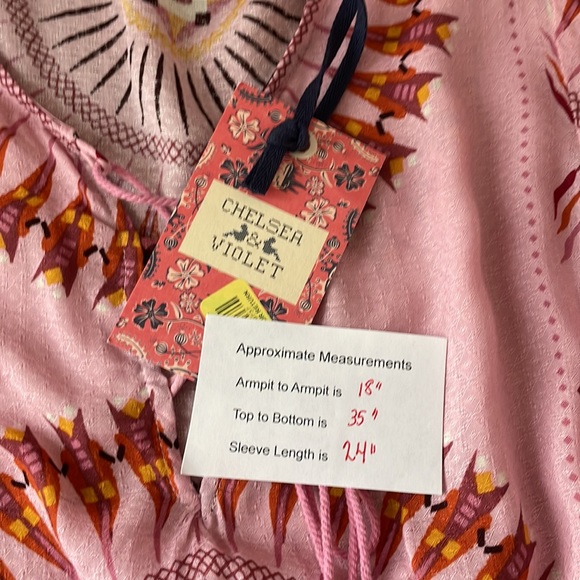 CHELSEA
&
VIOLET
Approximate Measurements
Armpit to Armpit is 18"
Top to Bottom is 35"
Sleeve Length is 24"